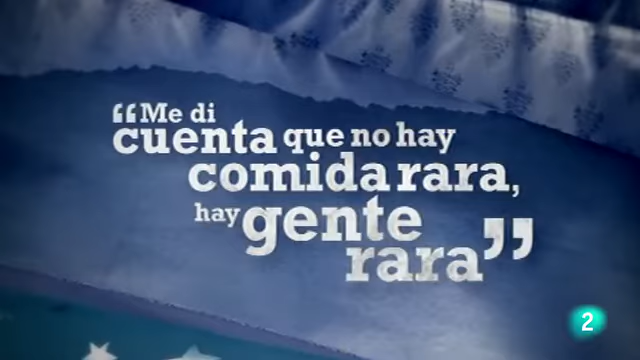 “Me di
cuenta que no hay
comida rara,
hay gente
rara”
2